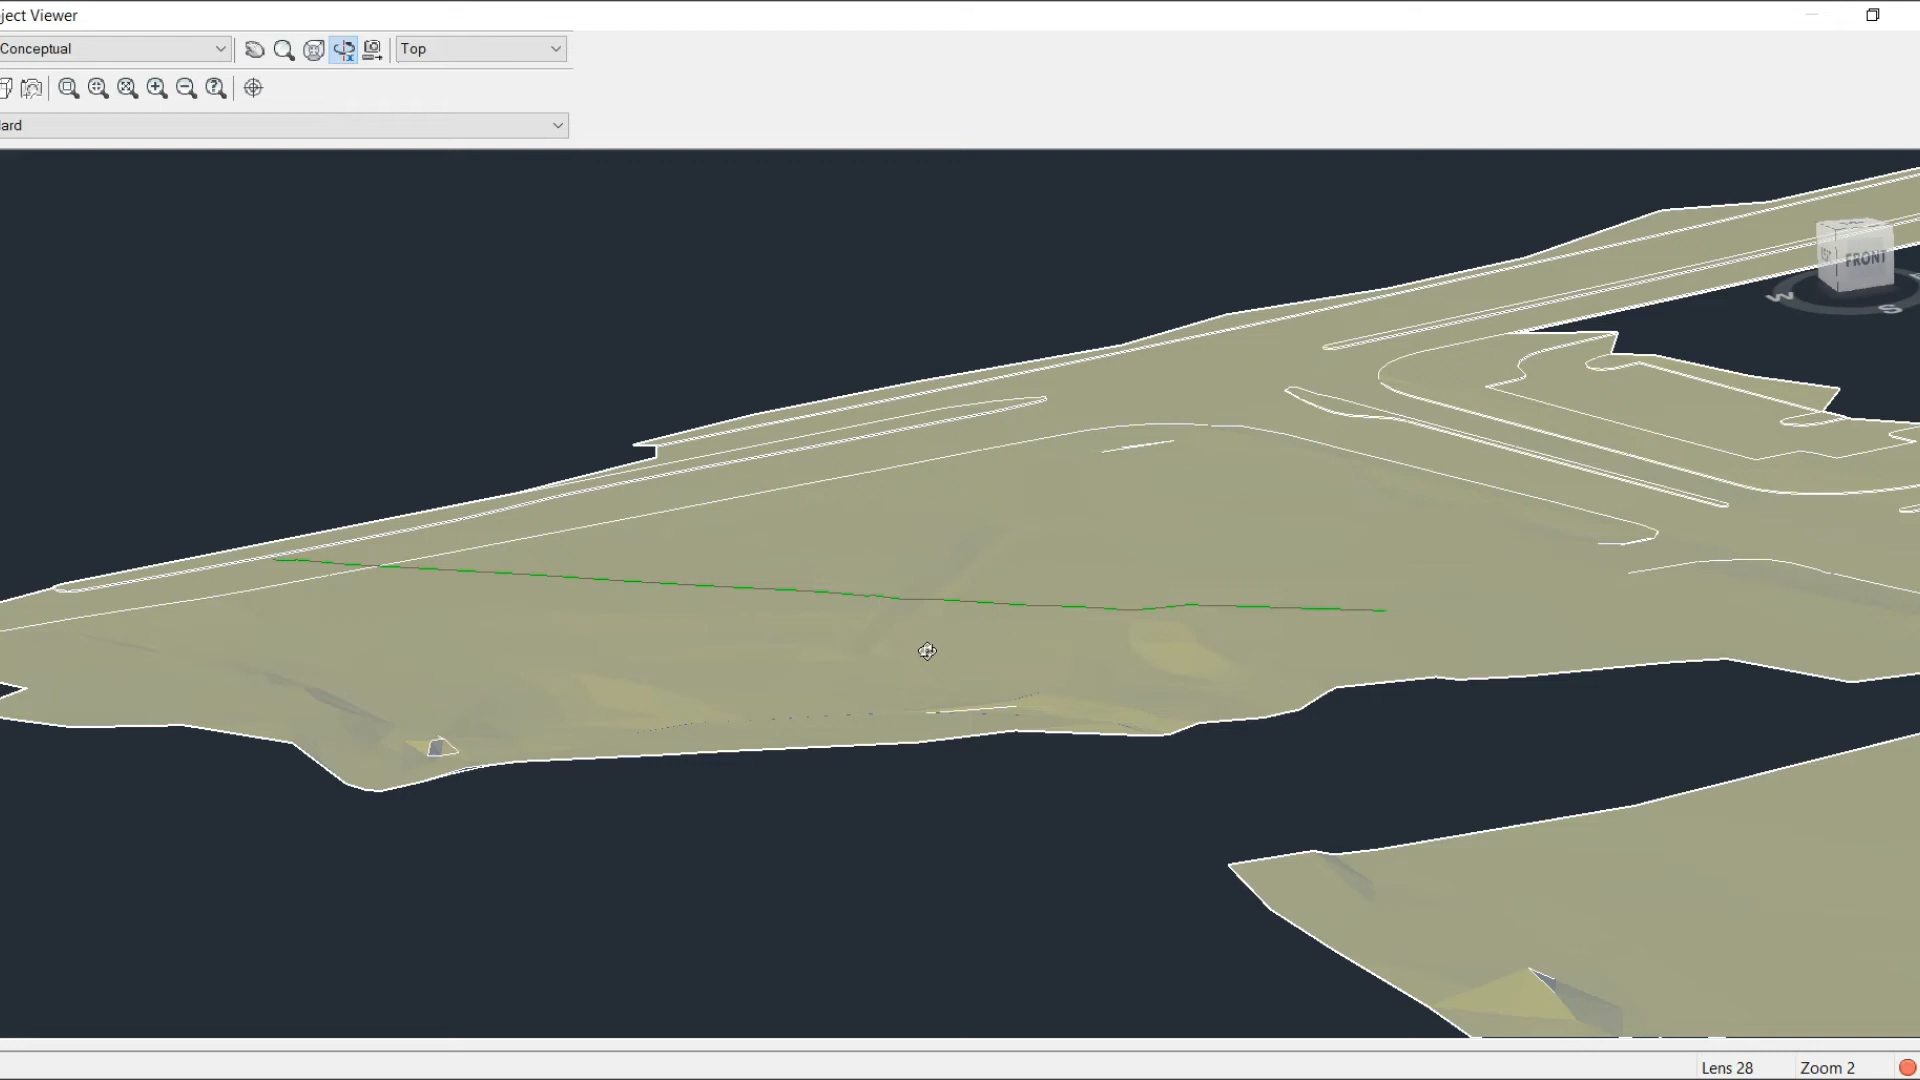 ject Viewer
Conceptual
Top
ard
FRONT
W
S
Lens 28
Zoom 2